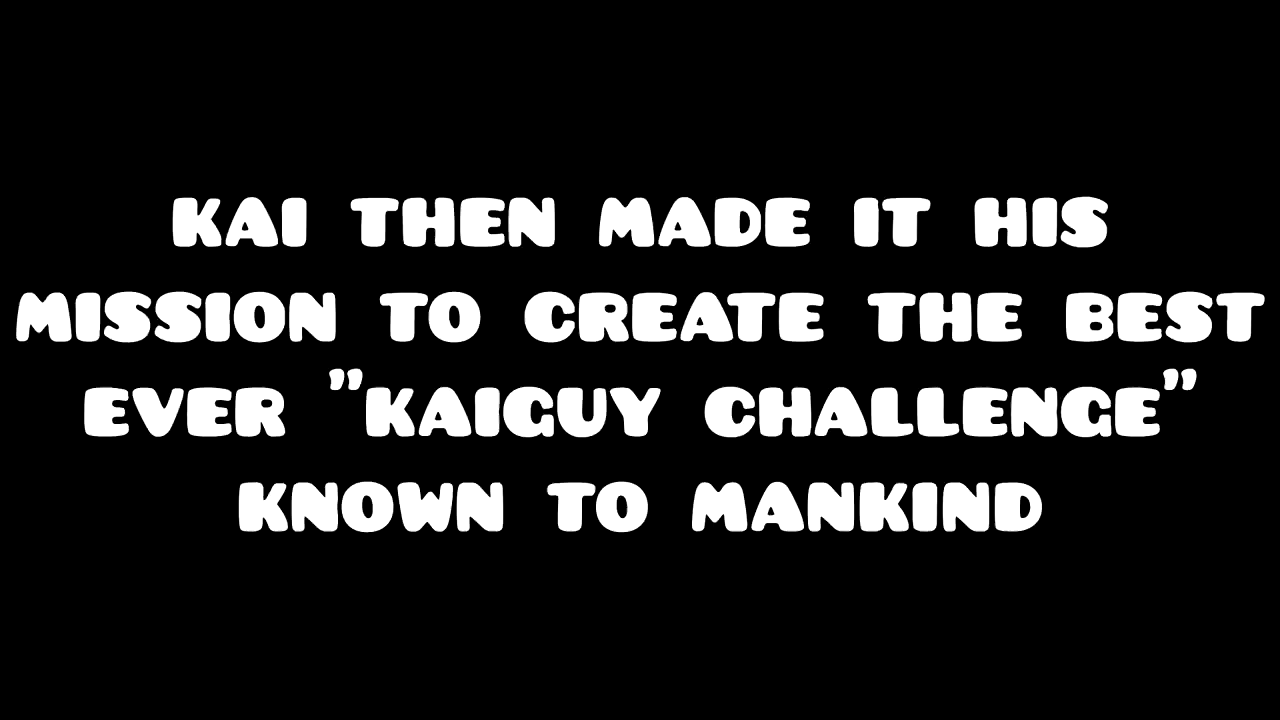 KAI THEN MADE IT HIS
MISSION TO CREATE THE BEST
EVER "KAIGUY CHALLENGE"
KNOWN TO MANKIND